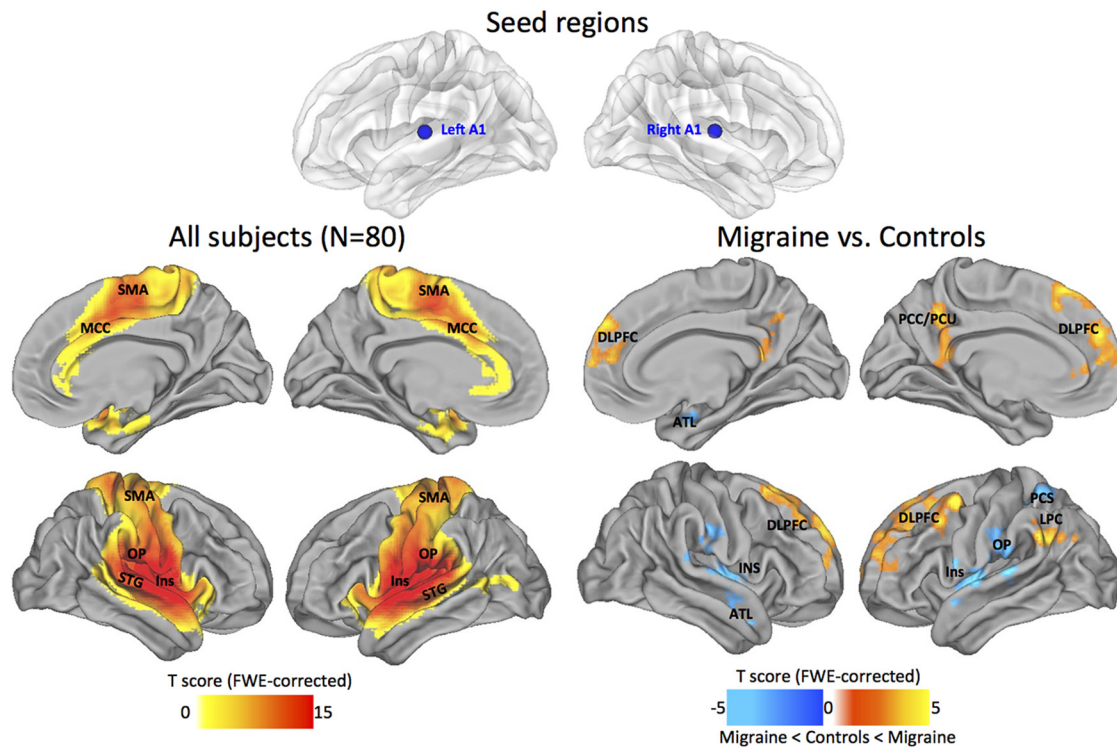 Seed regions
Left A1
Right A1
All subjects (N=80)
Migraine vs. Controls
SMA
SMA
MCC
MCC
PCC/PCU
DLPFC
DLPFC
ATL
SMA
SMA
PCS
DLPFC
DLPFC
LPC
OP
OP
OP
STG
Ins
Ins
STG
INS
Ins
ATL
T score (FWE-corrected)
0
15
T score (FWE-corrected)
-5
0
5
Migraine < Controls < Migraine